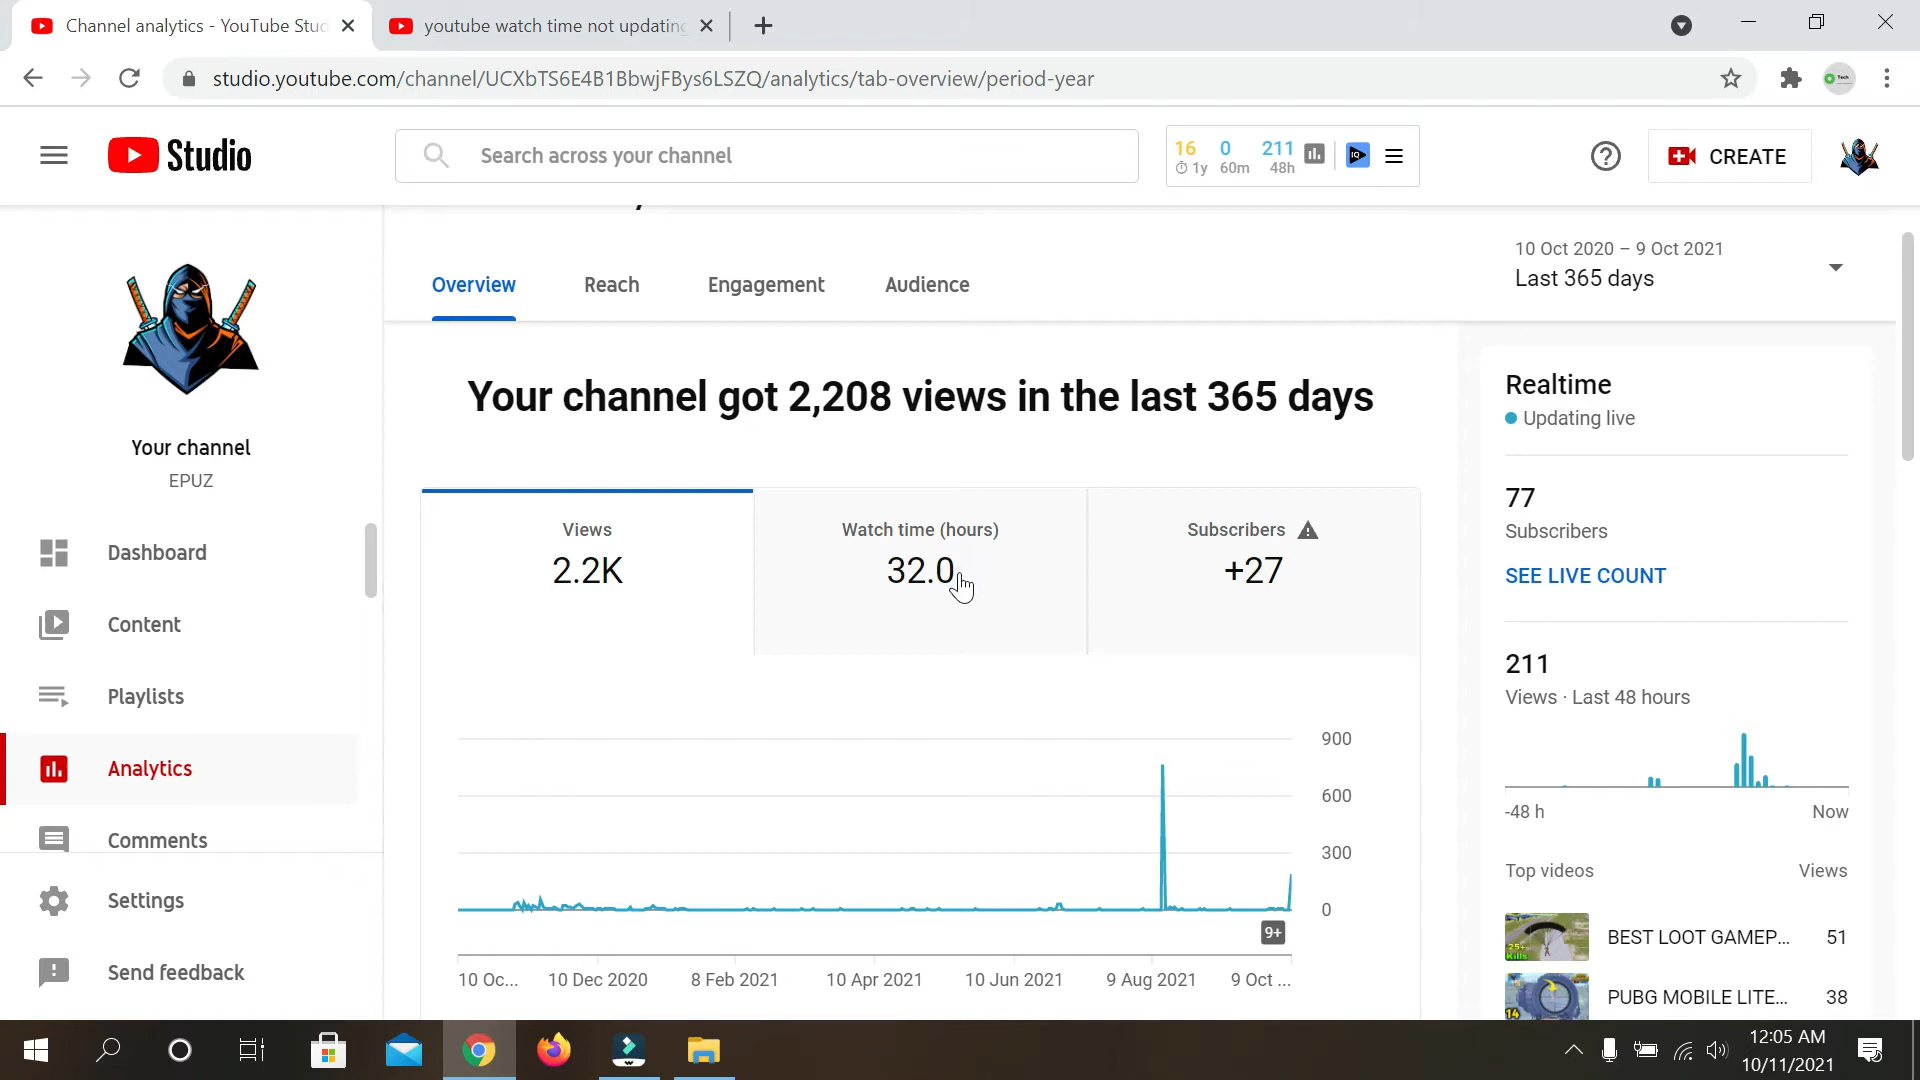 Channel analytics - YouTube Stud
youtube watch time not updating
studio.youtube.com/channel/UCXbTS6E4B1BbwjFBys6LSZQ/analytics/tab-overview/period-year
Tech
Studio
Search across your channel
16 0 211
1y 60m 48h
IQ
CREATE
10 Oct 2020 – 9 Oct 2021
Last 365 days
Overview Reach Engagement Audience
Your channel got 2,208 views in the last 365 days
Your channel
EPUZ
Dashboard
Content
Playlists
Analytics
Comments
Settings
Send feedback
Views
2.2K
Watch time (hours)
32.0
Subscribers
+27
900
600
300
0
9+
10 Oc... 10 Dec 2020 8 Feb 2021 10 Apr 2021 10 Jun 2021 9 Aug 2021 9 Oct ...
Realtime
Updating live
77
Subscribers
SEE LIVE COUNT
211
Views · Last 48 hours
-48 h Now
Top videos Views
25+
Kills
BEST LOOT GAMEP... 51
14
PUBG MOBILE LITE... 38
12:05 AM
10/11/2021